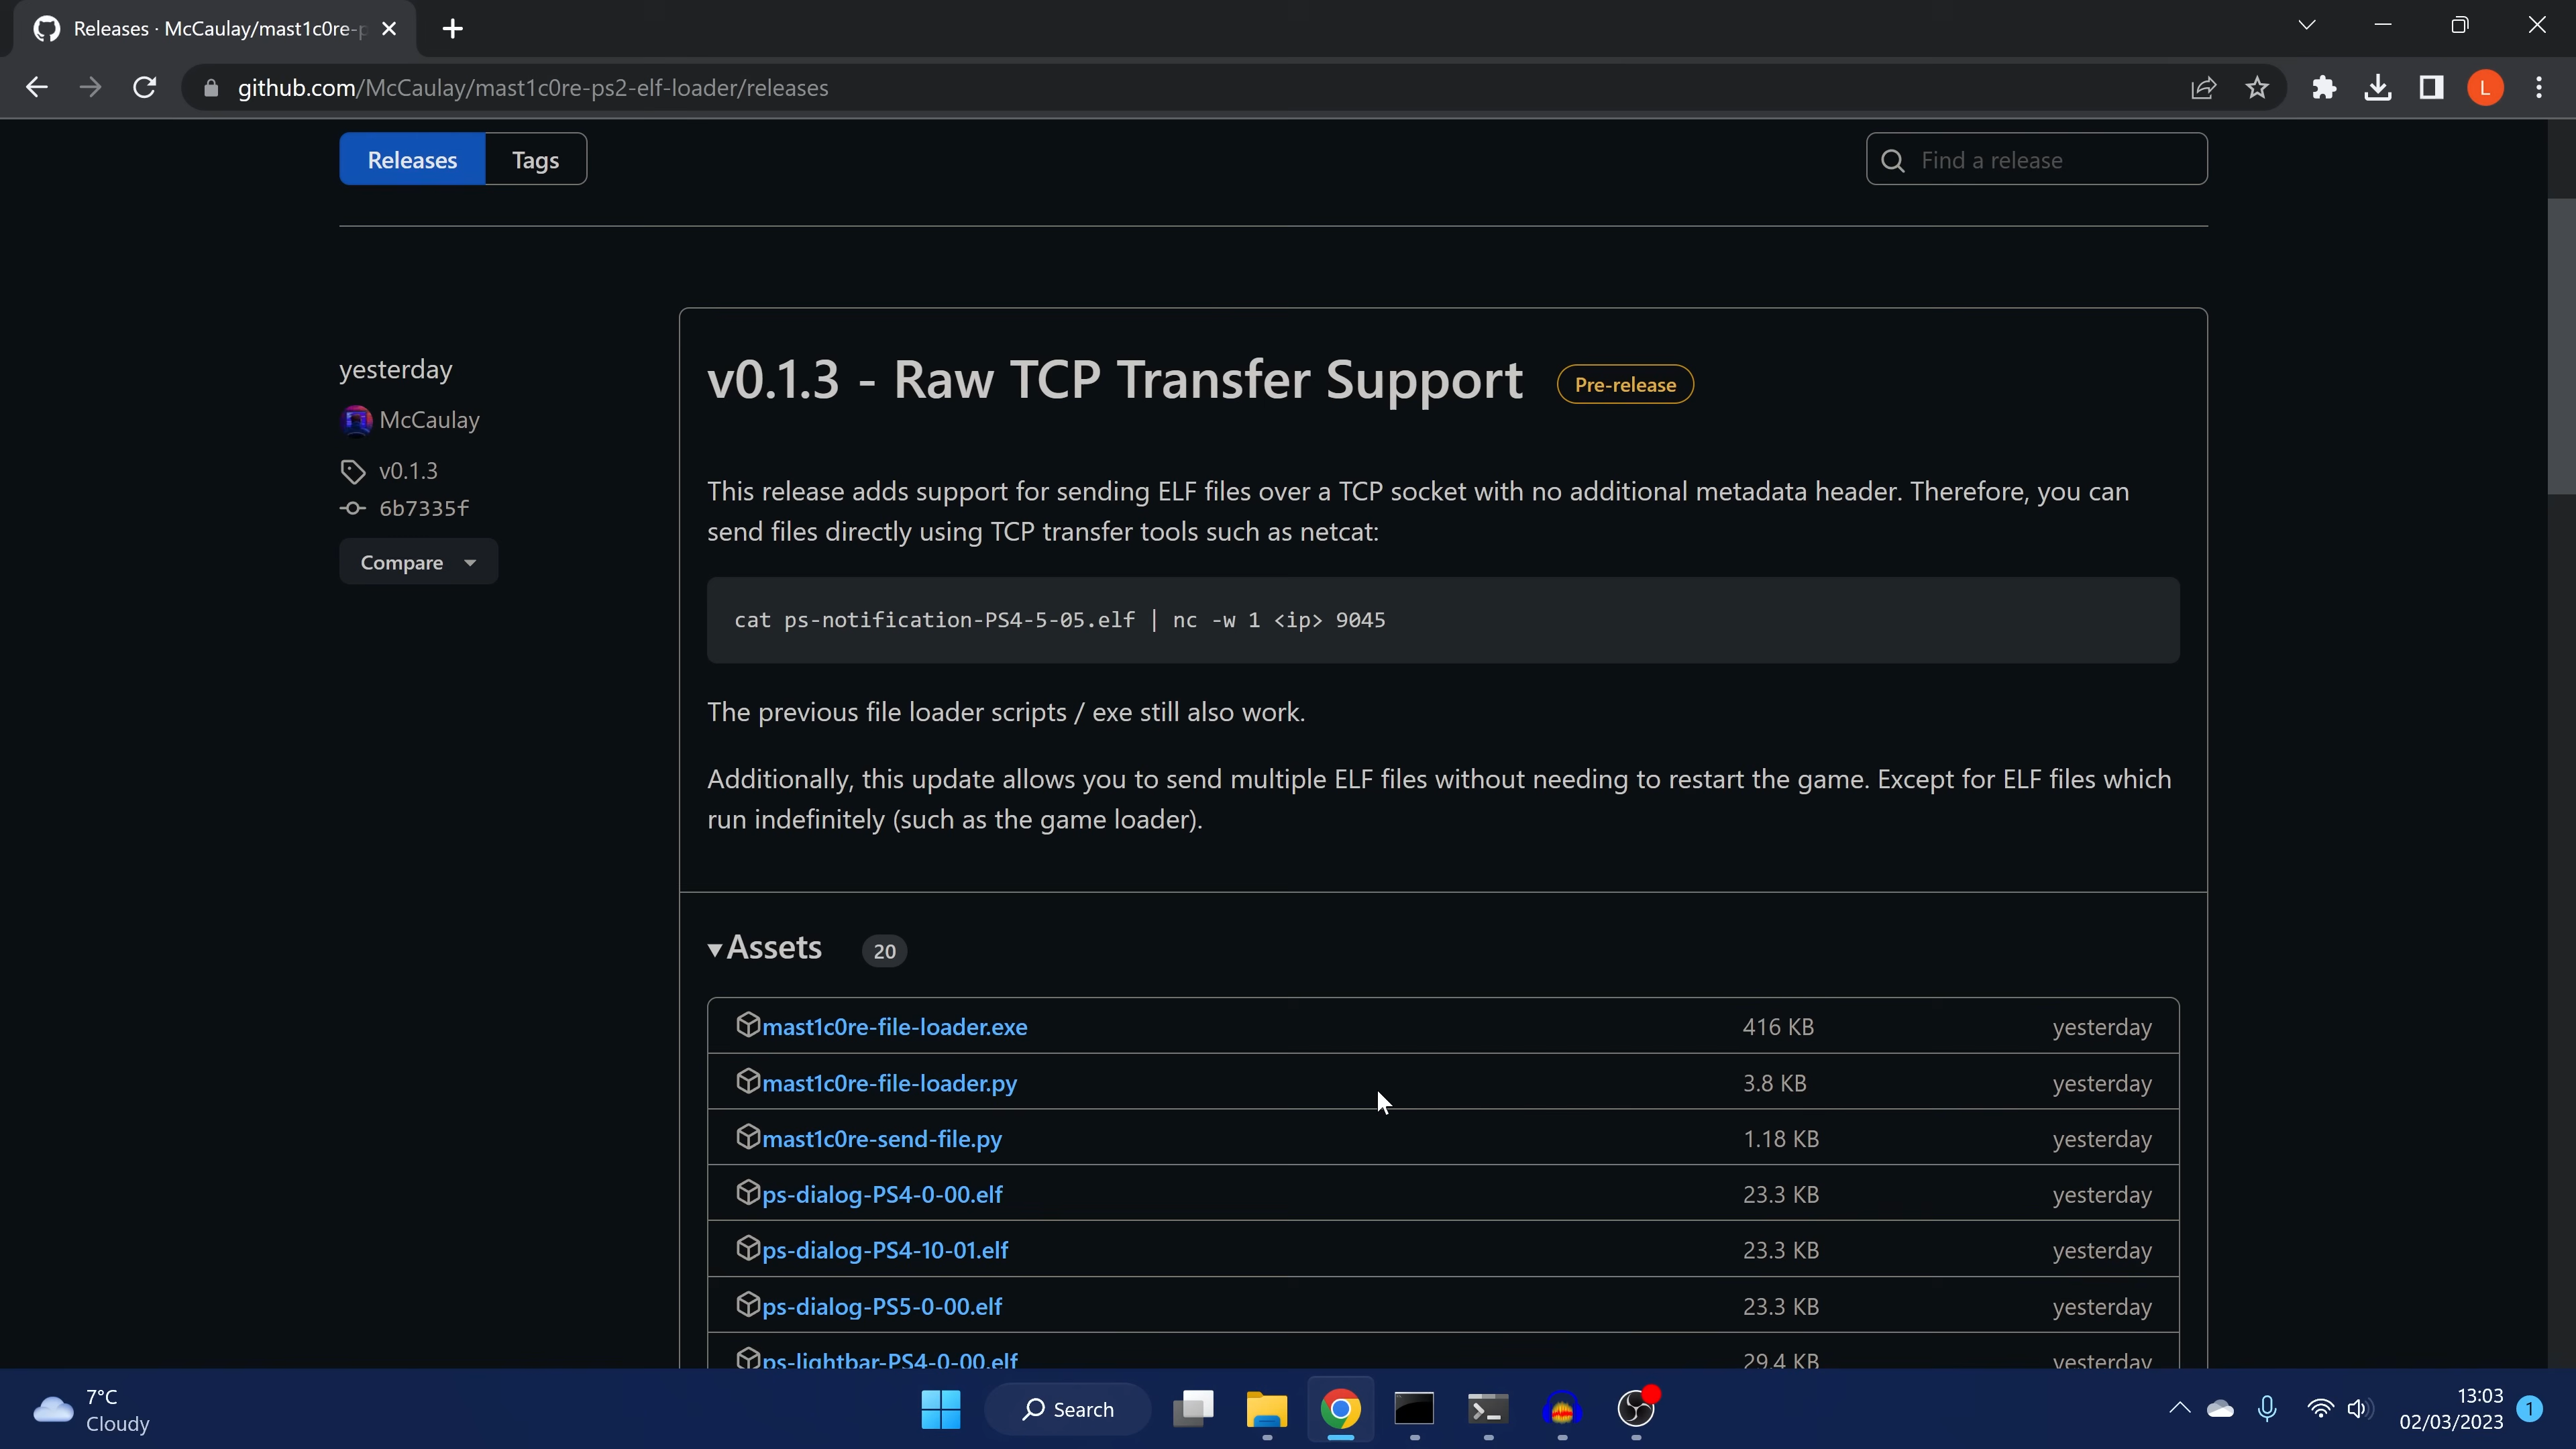 Releases · McCaulay/mast1c0re-p
github.com/McCaulay/mast1c0re-ps2-elf-loader/releases
L
Releases
Tags
Find a release
yesterday
McCaulay
v0.1.3
6b7335f
Compare
v0.1.3 - Raw TCP Transfer Support
Pre-release
This release adds support for sending ELF files over a TCP socket with no additional metadata header. Therefore, you can
send files directly using TCP transfer tools such as netcat:
cat ps-notification-PS4-5-05.elf | nc -w 1 <ip> 9045
The previous file loader scripts / exe still also work.
Additionally, this update allows you to send multiple ELF files without needing to restart the game. Except for ELF files which
run indefinitely (such as the game loader).
Assets 20
mast1c0re-file-loader.exe 416 KB yesterday
mast1c0re-file-loader.py 3.8 KB yesterday
mast1c0re-send-file.py 1.18 KB yesterday
ps-dialog-PS4-0-00.elf 23.3 KB yesterday
ps-dialog-PS4-10-01.elf 23.3 KB yesterday
ps-dialog-PS5-0-00.elf 23.3 KB yesterday
ps-lightbar-PS4-0-00.elf 29.4 KB yesterday
7°C
Cloudy
Search
13:03
02/03/2023
1